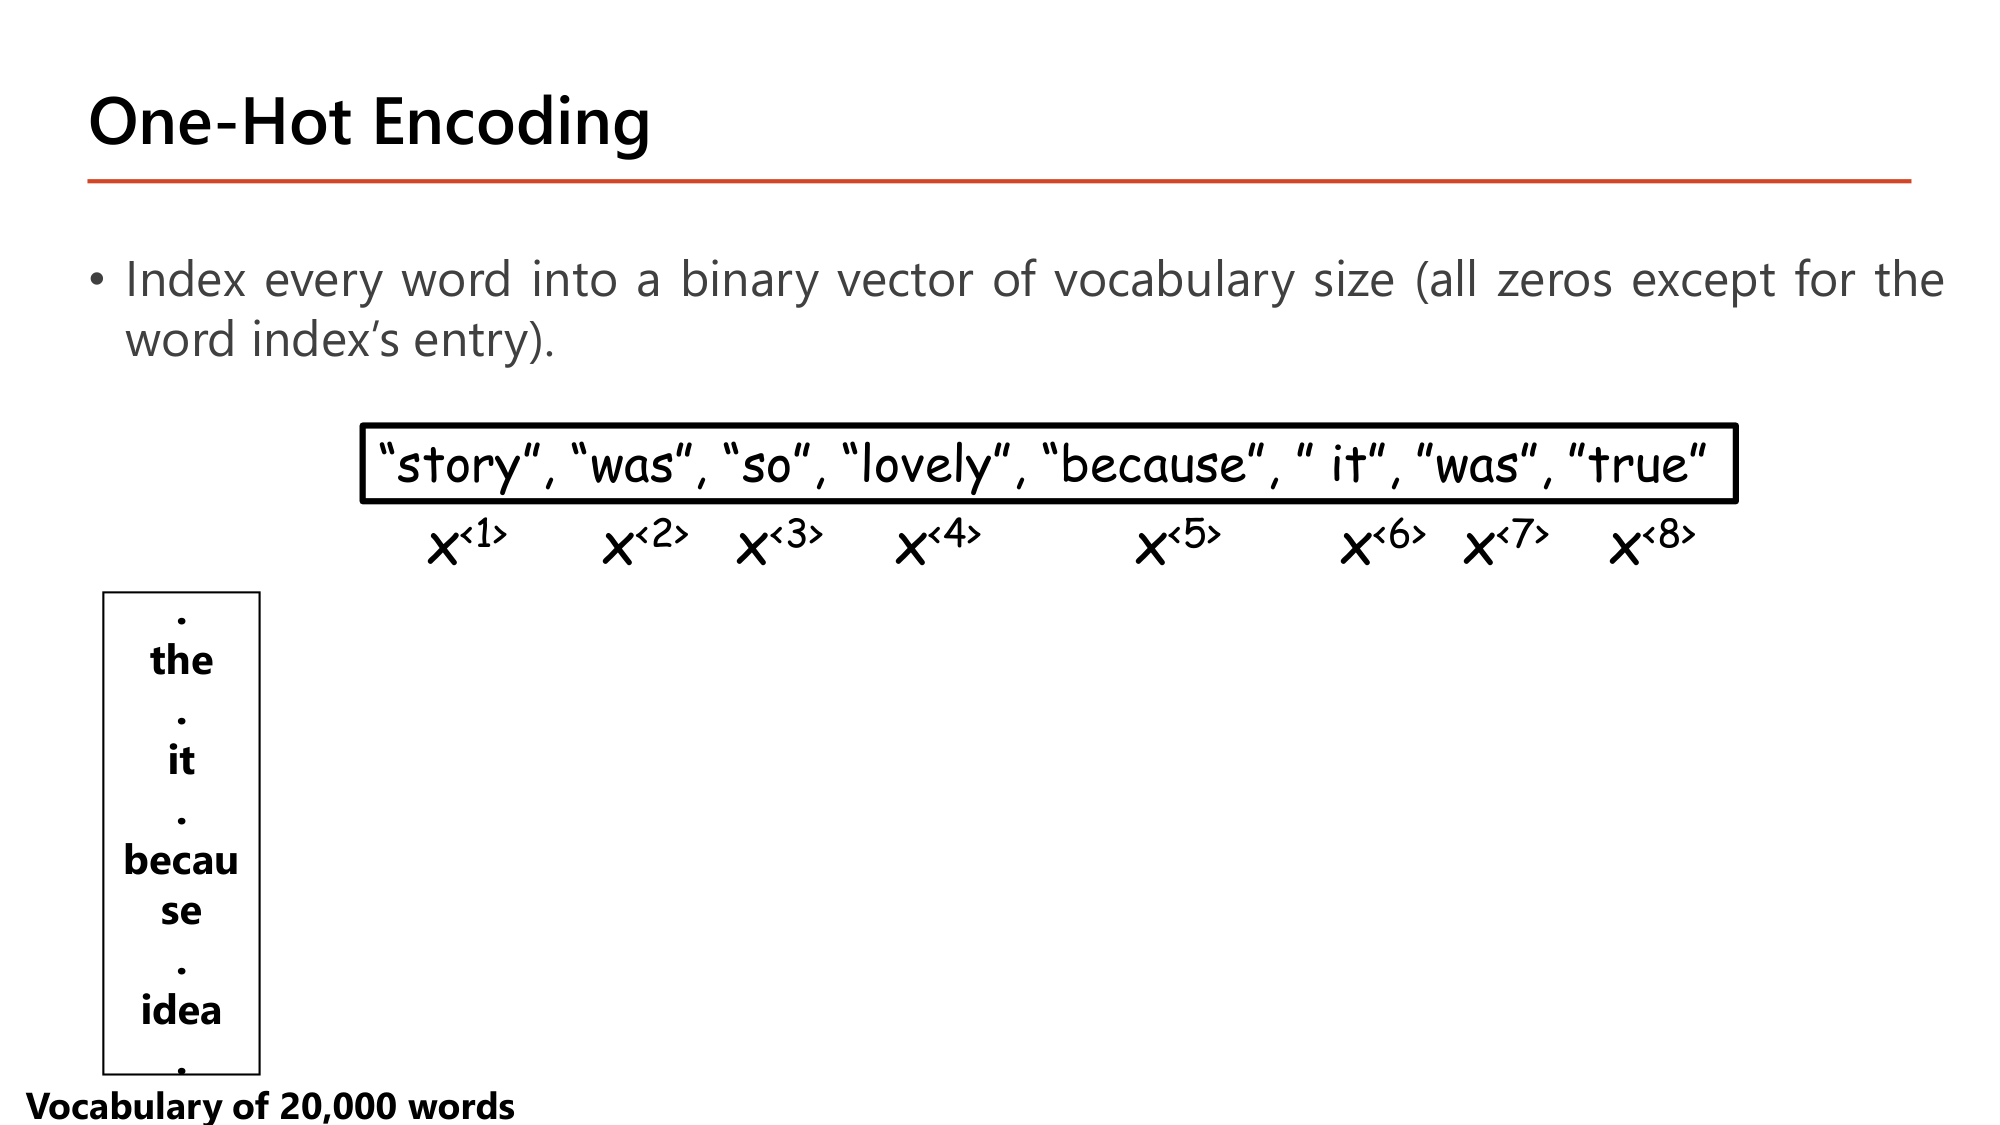 One-Hot Encoding
• Index every word into a binary vector of vocabulary size (all zeros except for the
word index’s entry).
“story”, “was”, “so”, “lovely”, “because”, ” it”, ”was”, ”true”
x<1> x<2> x<3> x<4> x<5> x<6> x<7> x<8>
.
the
.
it
.
becau
se
.
idea
.
Vocabulary of 20,000 words